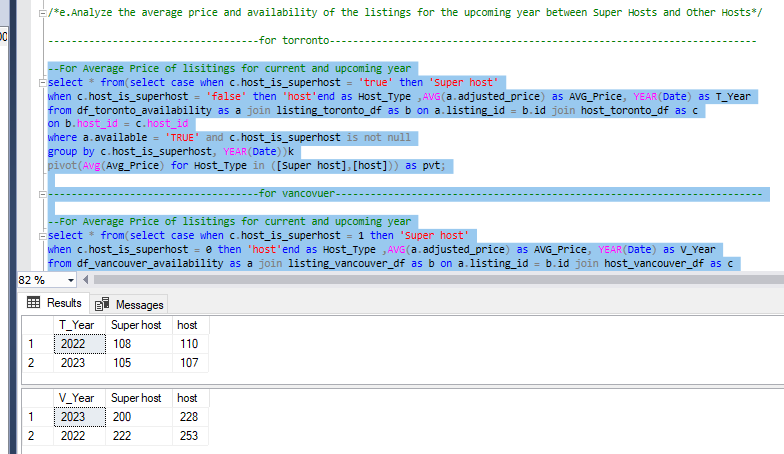 /*e.Analyze the average price and availability of the listings for the upcoming year between Super Hosts and Other Hosts*/
----------------------------------for torronto----------------------------------------------------------------------
--For Average Price of lisitings for current and upcoming year
select * from(select case when c.host_is_superhost = 'true' then 'Super host'
when c.host_is_superhost = 'false' then 'host'end as Host_Type ,AVG(a.adjusted_price) as AVG_Price, YEAR(Date) as T_Year
from df_toronto_availability as a join listing_toronto_df as b on a.listing_id = b.id join host_toronto_df as c
on b.host_id = c.host_id
where a.available = 'TRUE' and c.host_is_superhost is not null
group by c.host_is_superhost, YEAR(Date))k
pivot(Avg(Avg_Price) for Host_Type in ([Super host],[host])) as pvt;
----------------------------------for vancovuer----------------------------------------------------------------------
--For Average Price of lisitings for current and upcoming year
select * from(select case when c.host_is_superhost = 1 then 'Super host'
when c.host_is_superhost = 0 then 'host'end as Host_Type ,AVG(a.adjusted_price) as AVG_Price, YEAR(Date) as V_Year
from df_vancouver_availability as a join listing_vancouver_df as b on a.listing_id = b.id join host_vancouver_df as c
82 %
Results Messages
T_Year Super host host
1 2022 108 110
2 2023 105 107
V_Year Super host host
1 2023 200 228
2 2022 222 253